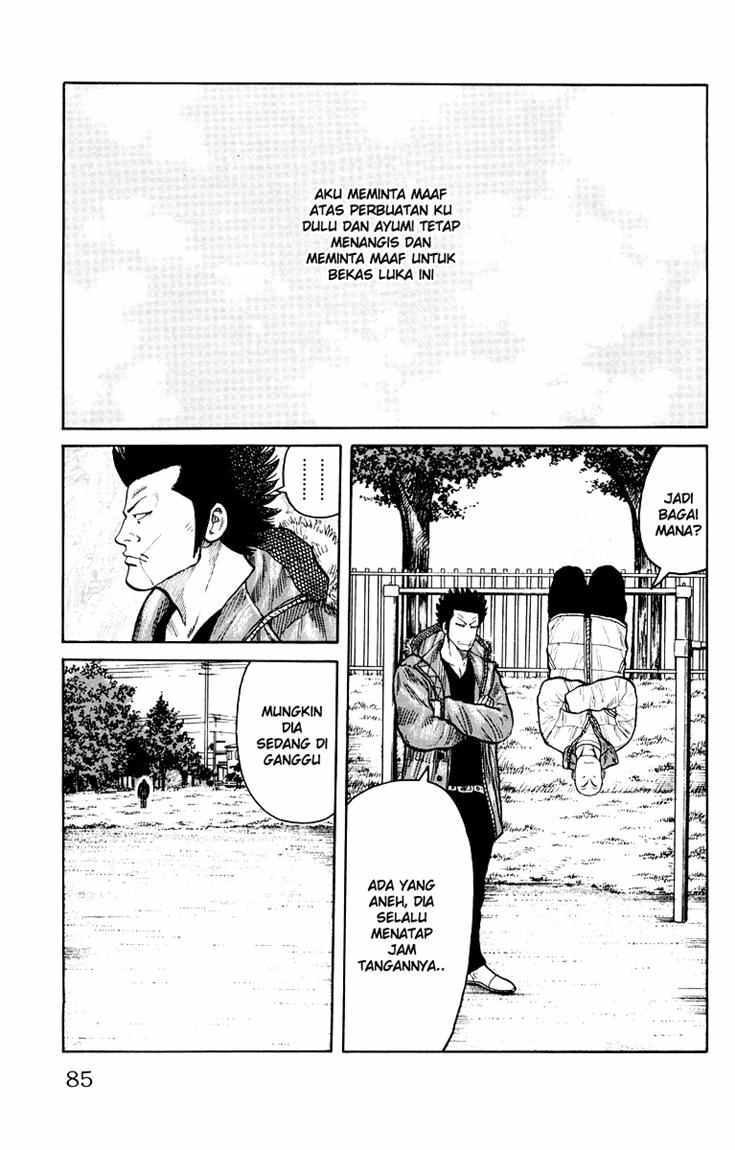 AKU MEMINTA MAAF
ATAS PERBUATAN KU
DULU DAN AYUMI TETAP
MENANGIS DAN
MEMINTA MAAF UNTUK
BEKAS LUKA INI
JADI
BAGAI
MANA?
ADA YANG
ANEH, DIA
SELALU
MENATAP
JAM
TANGANNYA..
.......
.......
MUNGKIN
DIA
SEDANG DI
GANGGU
85